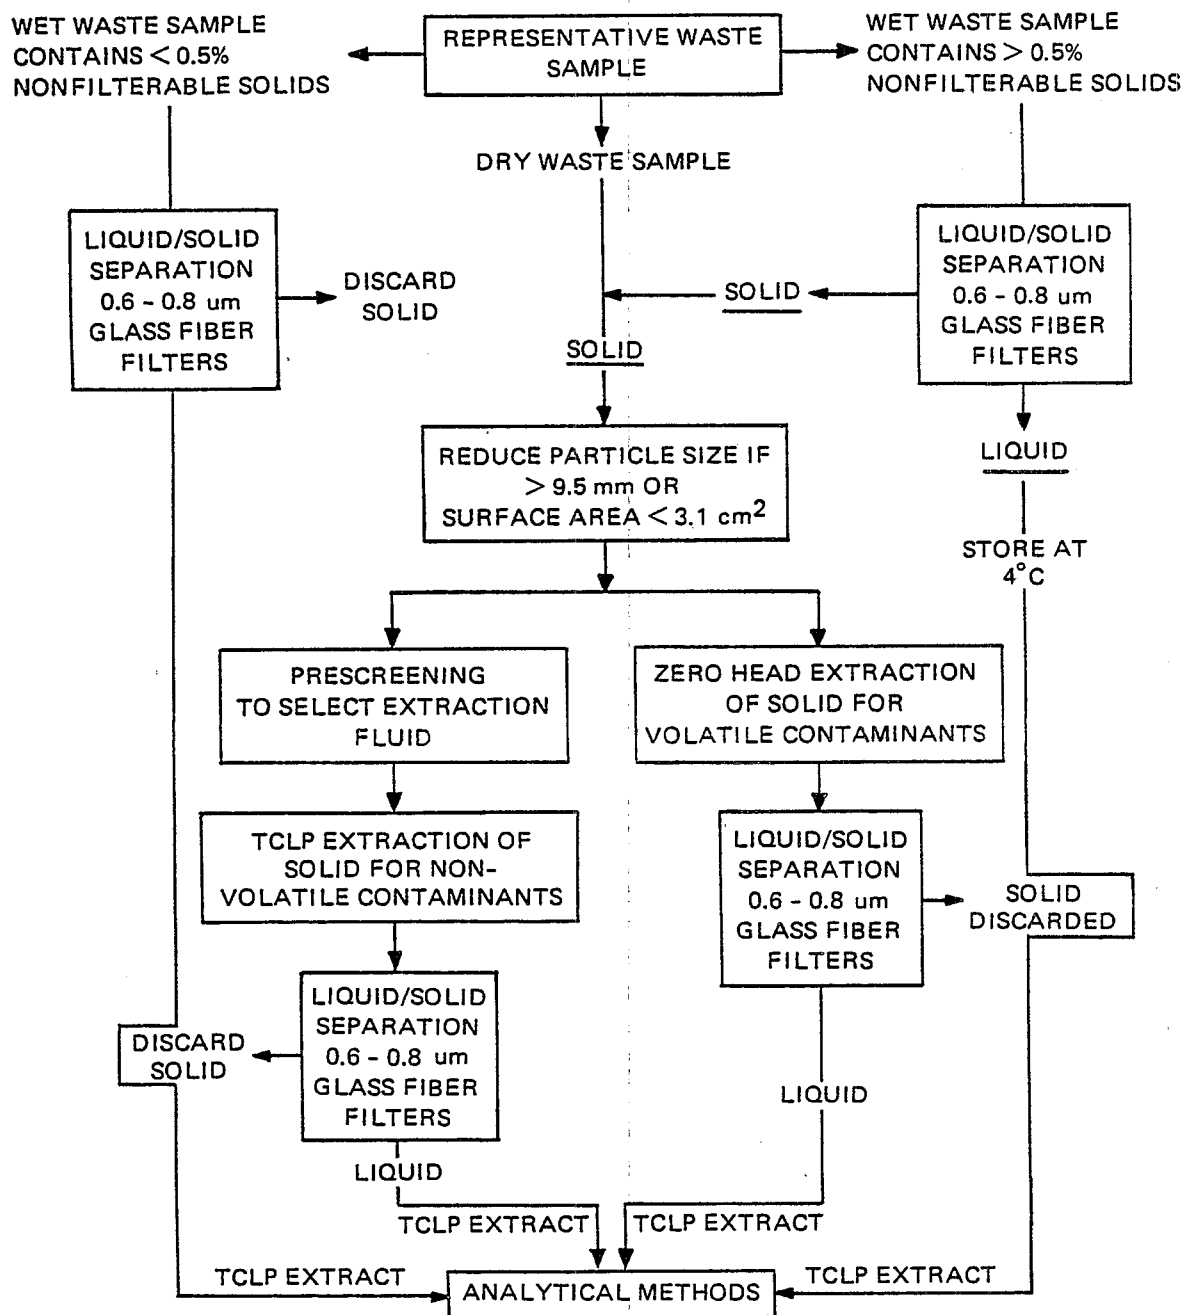 WET WASTE SAMPLE
CONTAINS < 0.5%
NONFILTERABLE SOLIDS
REPRESENTATIVE WASTE
SAMPLE
WET WASTE SAMPLE
CONTAINS > 0.5%
NONFILTERABLE SOLIDS
DRY WASTE SAMPLE
LIQUID/SOLID
SEPARATION
0.6 - 0.8 um
GLASS FIBER
FILTERS
DISCARD
SOLID
SOLID
LIQUID/SOLID
SEPARATION
0.6 - 0.8 um
GLASS FIBER
FILTERS
SOLID
REDUCE PARTICLE SIZE IF
> 9.5 mm OR
SURFACE AREA < 3.1 cm²
LIQUID
STORE AT
4°C
PRESCREENING
TO SELECT EXTRACTION
FLUID
ZERO HEAD EXTRACTION
OF SOLID FOR
VOLATILE CONTAMINANTS
TCLP EXTRACTION OF
SOLID FOR NON-
VOLATILE CONTAMINANTS
LIQUID/SOLID
SEPARATION
0.6 - 0.8 um
GLASS FIBER
FILTERS
SOLID
DISCARDED
DISCARD
SOLID
LIQUID/SOLID
SEPARATION
0.6 - 0.8 um
GLASS FIBER
FILTERS
LIQUID
LIQUID
TCLP EXTRACT
TCLP EXTRACT
TCLP EXTRACT
ANALYTICAL METHODS
TCLP EXTRACT